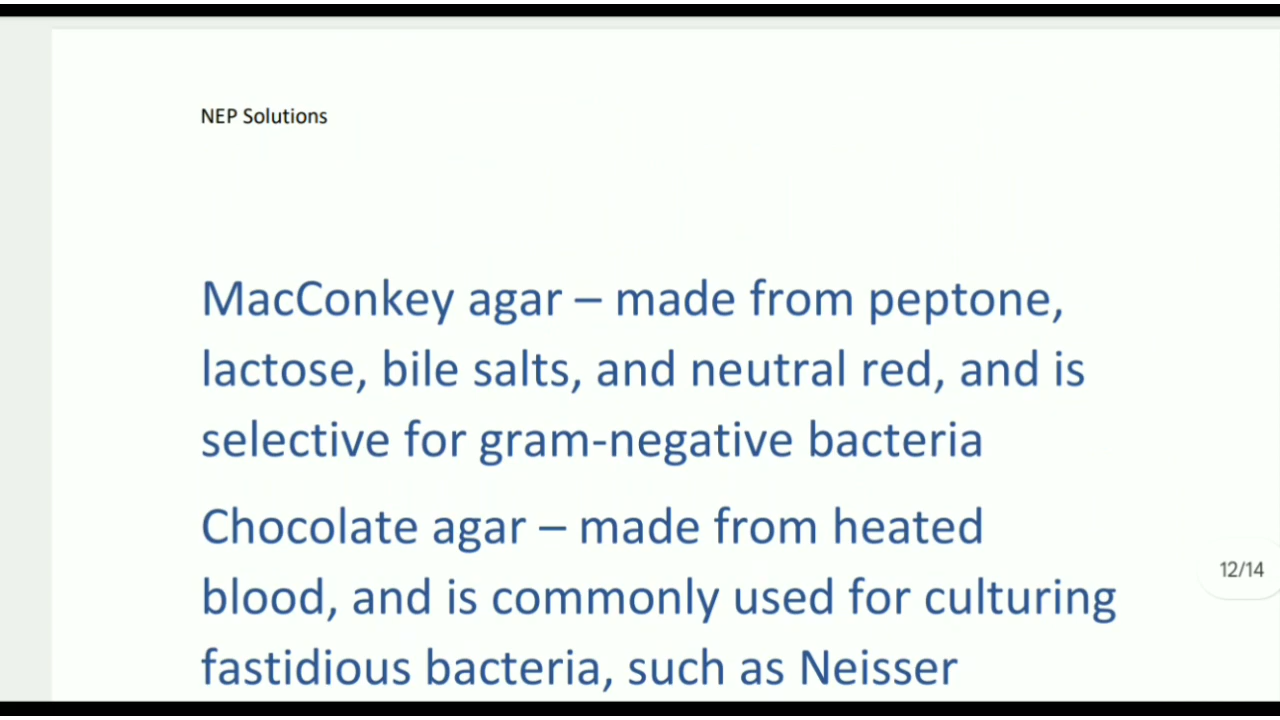 NEP Solutions
MacConkey agar – made from peptone,
lactose, bile salts, and neutral red, and is
selective for gram-negative bacteria
Chocolate agar – made from heated
blood, and is commonly used for culturing
12/14
fastidious bacteria, such as Neisser